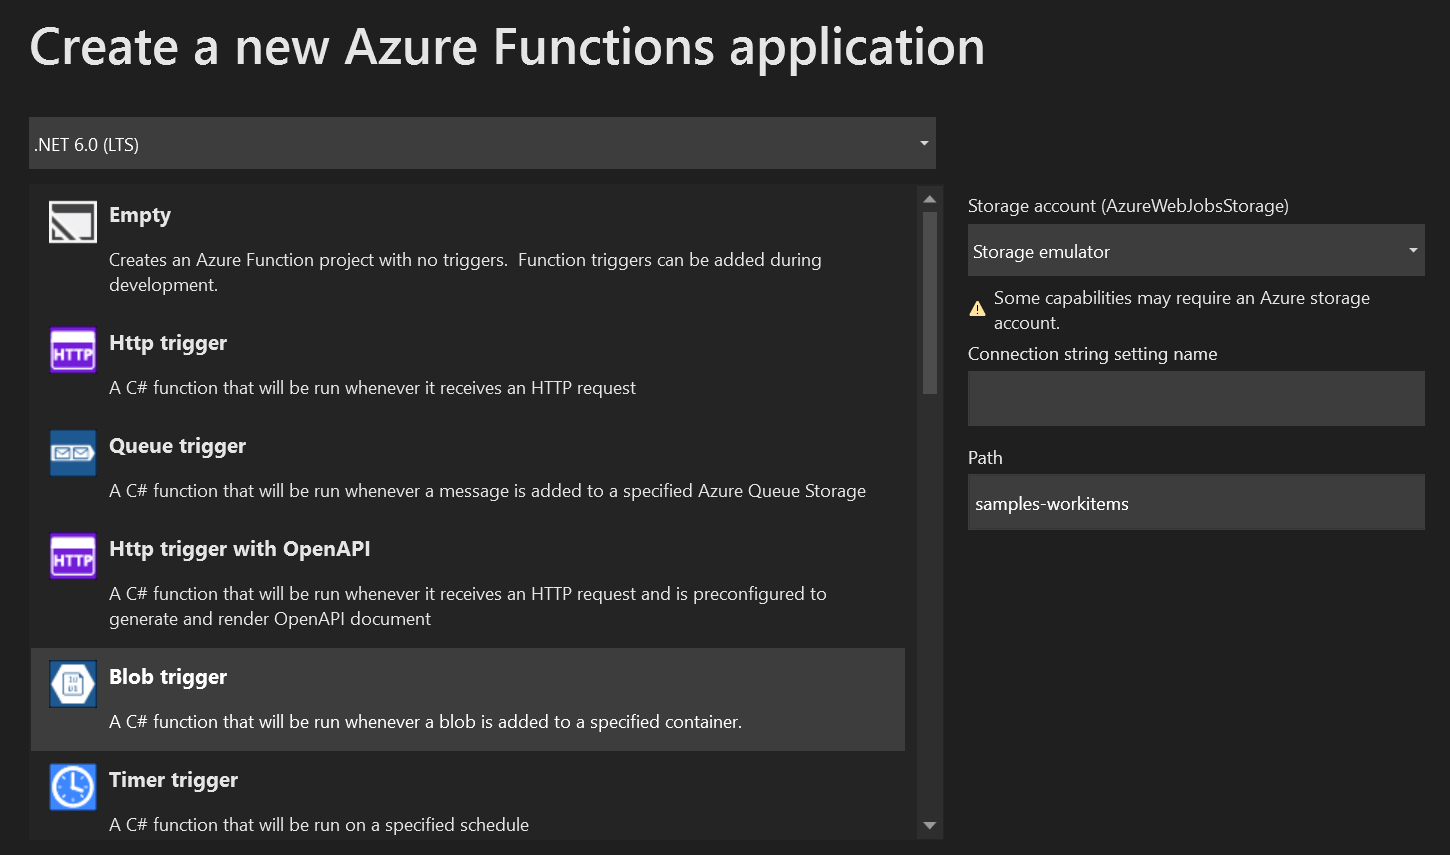 Create a new Azure Functions application
.NET 6.0 (LTS)
Empty
Creates an Azure Function project with no triggers.  Function triggers can be added during
development.
HTTP
Http trigger
A C# function that will be run whenever it receives an HTTP request
Queue trigger
A C# function that will be run whenever a message is added to a specified Azure Queue Storage
HTTP
Http trigger with OpenAPI
A C# function that will be run whenever it receives an HTTP request and is preconfigured to
generate and render OpenAPI document
Blob trigger
A C# function that will be run whenever a blob is added to a specified container.
Timer trigger
A C# function that will be run on a specified schedule
Storage account (AzureWebJobsStorage)
Storage emulator
Some capabilities may require an Azure storage
account.
Connection string setting name
Path
samples-workitems